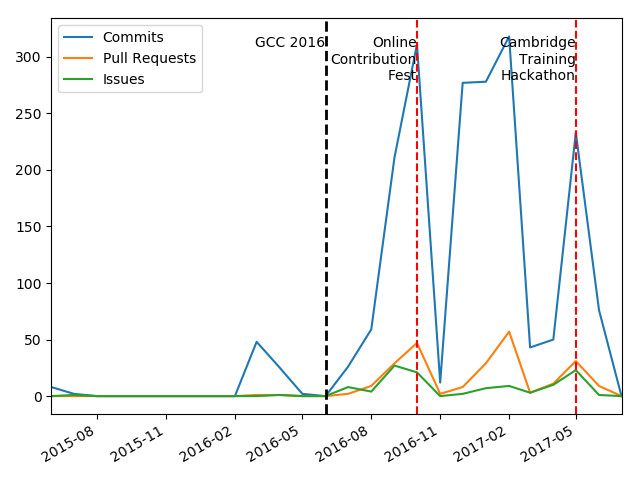 Commits
Pull Requests
Issues
GCC 2016
Online
Contribution
Fest
Cambridge
Training
Hackathon
300
250
200
150
100
50
0
2015-08
2015-11
2016-02
2016-05
2016-08
2016-11
2017-02
2017-05